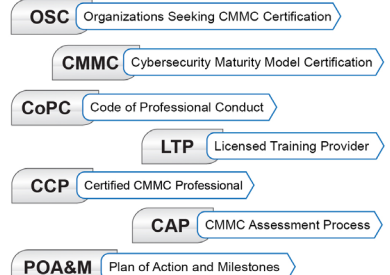 OSC Organizations Seeking CMMC Certification
CMMC Cybersecurity Maturity Model Certification
CoPC Code of Professional Conduct
LTP Licensed Training Provider
CCP Certified CMMC Professional
CAP CMMC Assessment Process
POA&M Plan of Action and Milestones